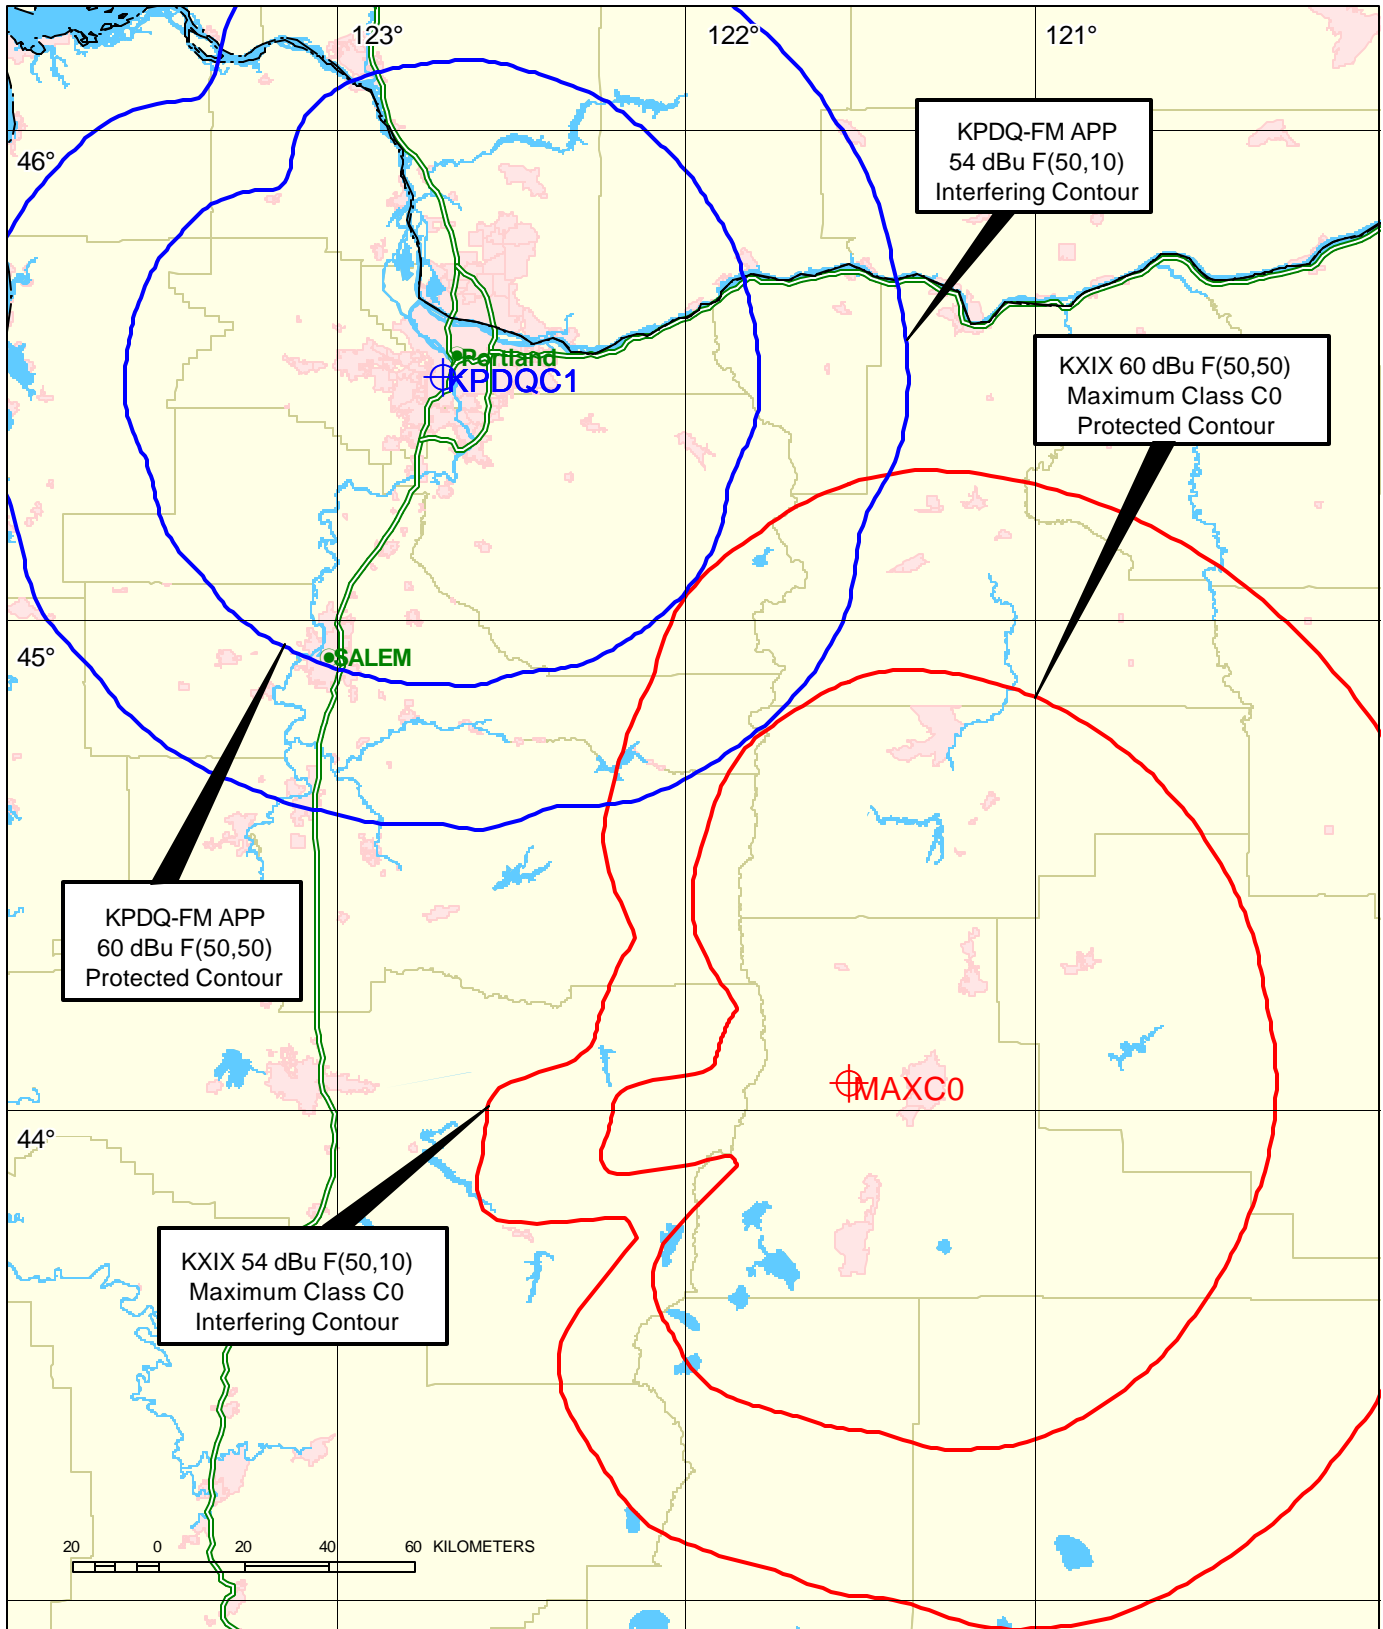 123°
122°
121°
46°
KPDQ-FM APP
54 dBu F(50,10)
Interfering Contour
Portland
KPDQC1
KXIX 60 dBu F(50,50)
Maximum Class C0
Protected Contour
45°
SALEM
KPDQ-FM APP
60 dBu F(50,50)
Protected Contour
MAXC0
44°
KXIX 54 dBu F(50,10)
Maximum Class C0
Interfering Contour
20 0 20 40 60 KILOMETERS